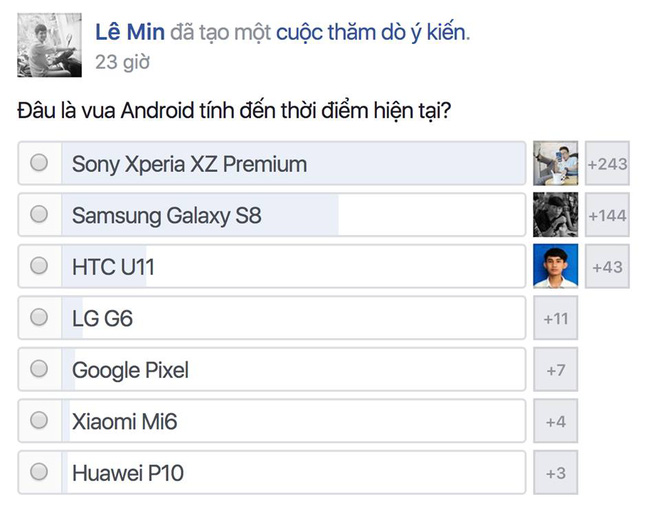 Lê Min đã tạo một cuộc thăm dò ý kiến.
23 giờ
Đâu là vua Android tính đến thời điểm hiện tại?
Sony Xperia XZ Premium +243
Samsung Galaxy S8 +144
HTC U11 +43
LG G6 +11
Google Pixel +7
Xiaomi Mi6 +4
Huawei P10 +3